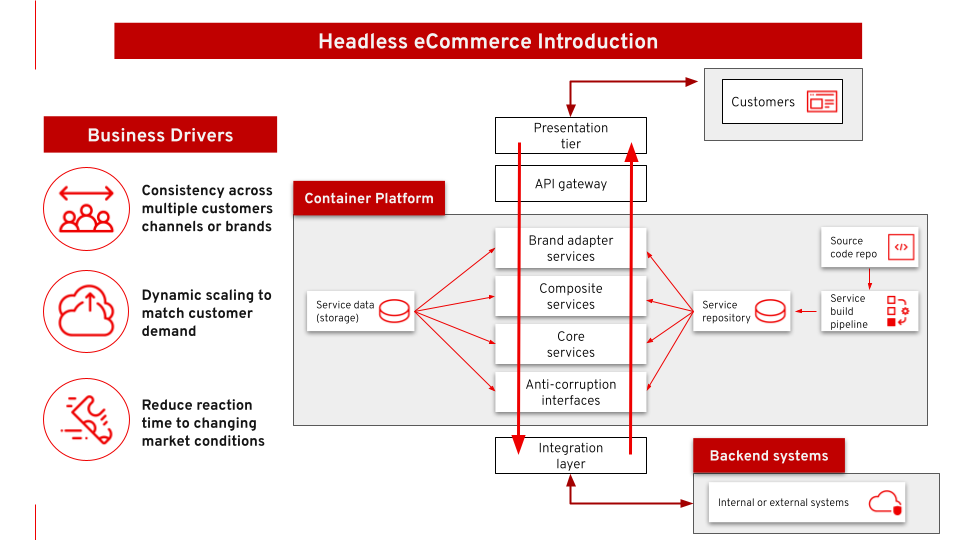 Headless eCommerce Introduction
Business Drivers
Consistency across
multiple customers
channels or brands
Dynamic scaling to
match customer
demand
Reduce reaction
time to changing
market conditions
Customers
Presentation
tier
API gateway
Container Platform
Brand adapter
services
Composite
services
Core
services
Anti-corruption
interfaces
Service data
(storage)
Service
repository
Source
code repo
</>
Service
build
pipeline
Integration
layer
Backend systems
Internal or external systems